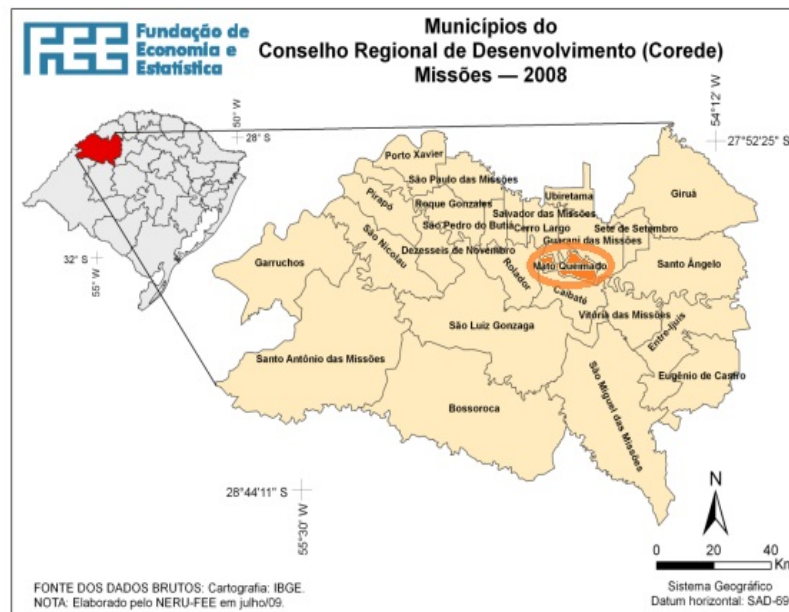 FEE
Fundação de
Economia e
Estatística
Municípios do
Conselho Regional de Desenvolvimento (Corede)
Missões — 2008
50° W
28° S
32° S
55° W
54°12' W
27°52'25" S
Porto Xavier
São Paulo das Missões
Ubiretama
Giruá
Pirapó
Roque Gonzales
Salvador das Missões
São Pedro do Butiá
Cerro Largo
Sete de Setembro
Guarani das Missões
São Nicolau
Dezesseis de Novembro
Garruchos
Rolador
Mato Queimado
Santo Ângelo
Caibaté
Vitória das Missões
São Luiz Gonzaga
Entre-Ijuís
Santo Antônio das Missões
São Miguel das Missões
Eugênio de Castro
Bossoroca
28°44'11" S
55°30' W
N
0 20 40
Km
FONTE DOS DADOS BRUTOS: Cartografia: IBGE.
NOTA: Elaborado pelo NERU-FEE em julho/09.
Sistema Geográfico
Datum horizontal: SAD-69